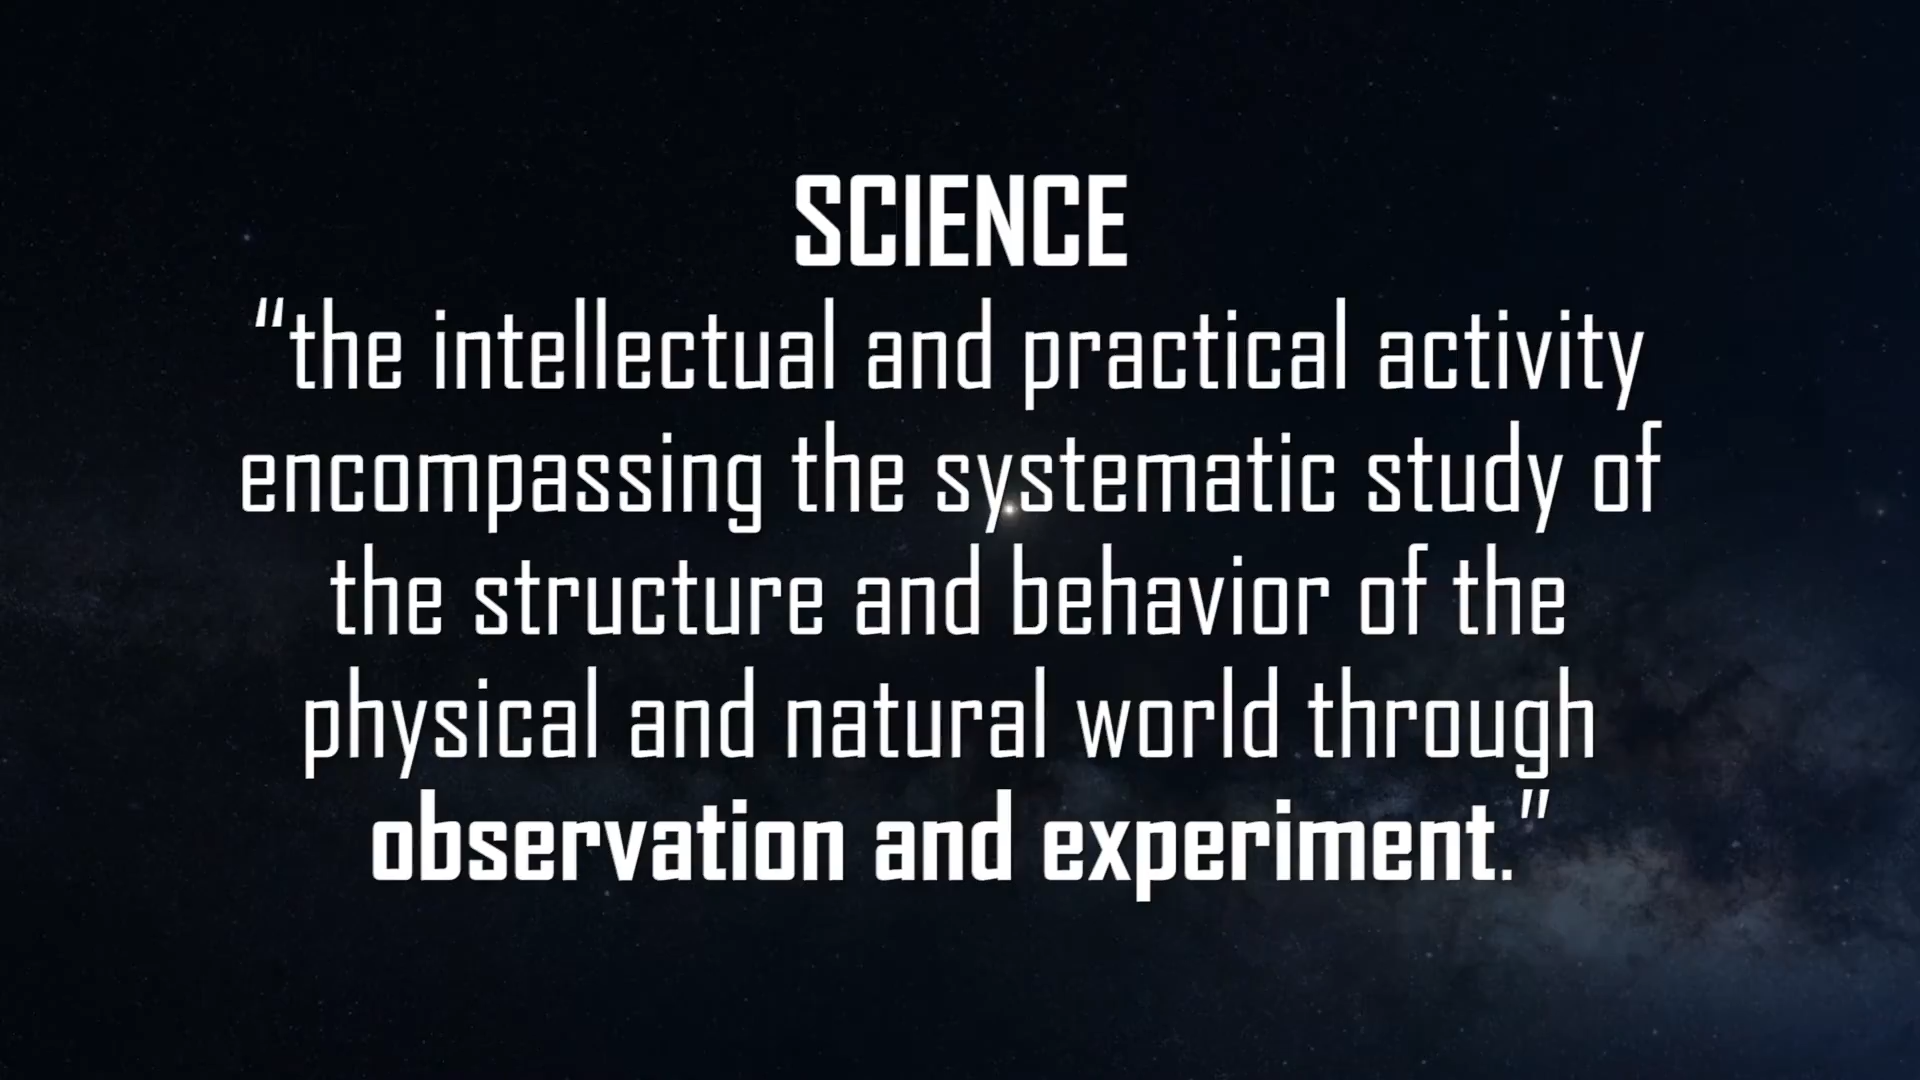 SCIENCE
“the intellectual and practical activity
encompassing the systematic study of
the structure and behavior of the
physical and natural world through
observation and experiment.”